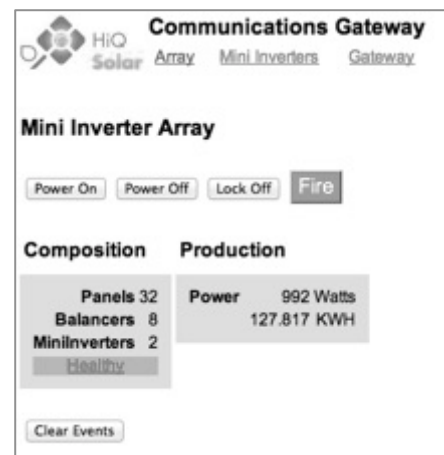 Communications Gateway
HiQ Solar
Array Mini Inverters Gateway
Mini Inverter Array
Power On Power Off Lock Off Fire
Composition Production
Panels 32 Power 992 Watts
Balancers 8 127.817 KWH
MiniInverters 2
Healthy
Clear Events